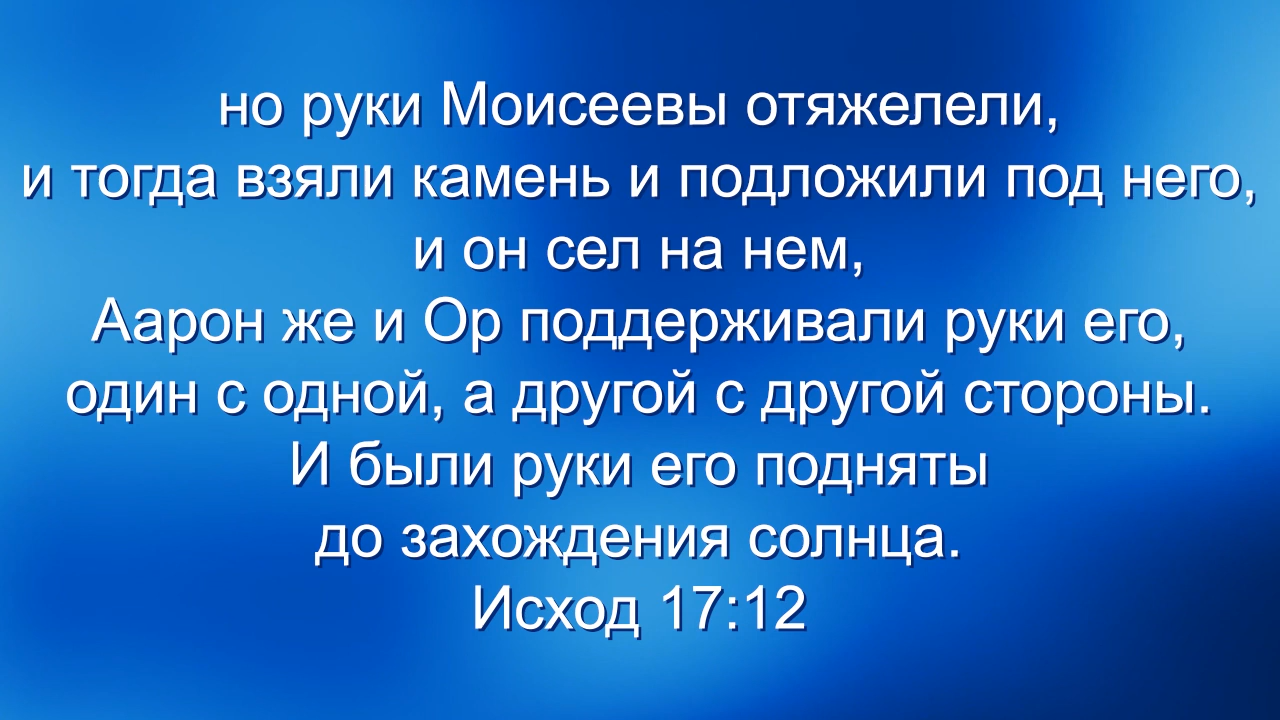 но руки Моисеевы отяжелели,
и тогда взяли камень и подложили под него,
и он сел на нем,
Аарон же и Ор поддерживали руки его,
один с одной, а другой с другой стороны.
И были руки его подняты
до захождения солнца.
Исход 17:12